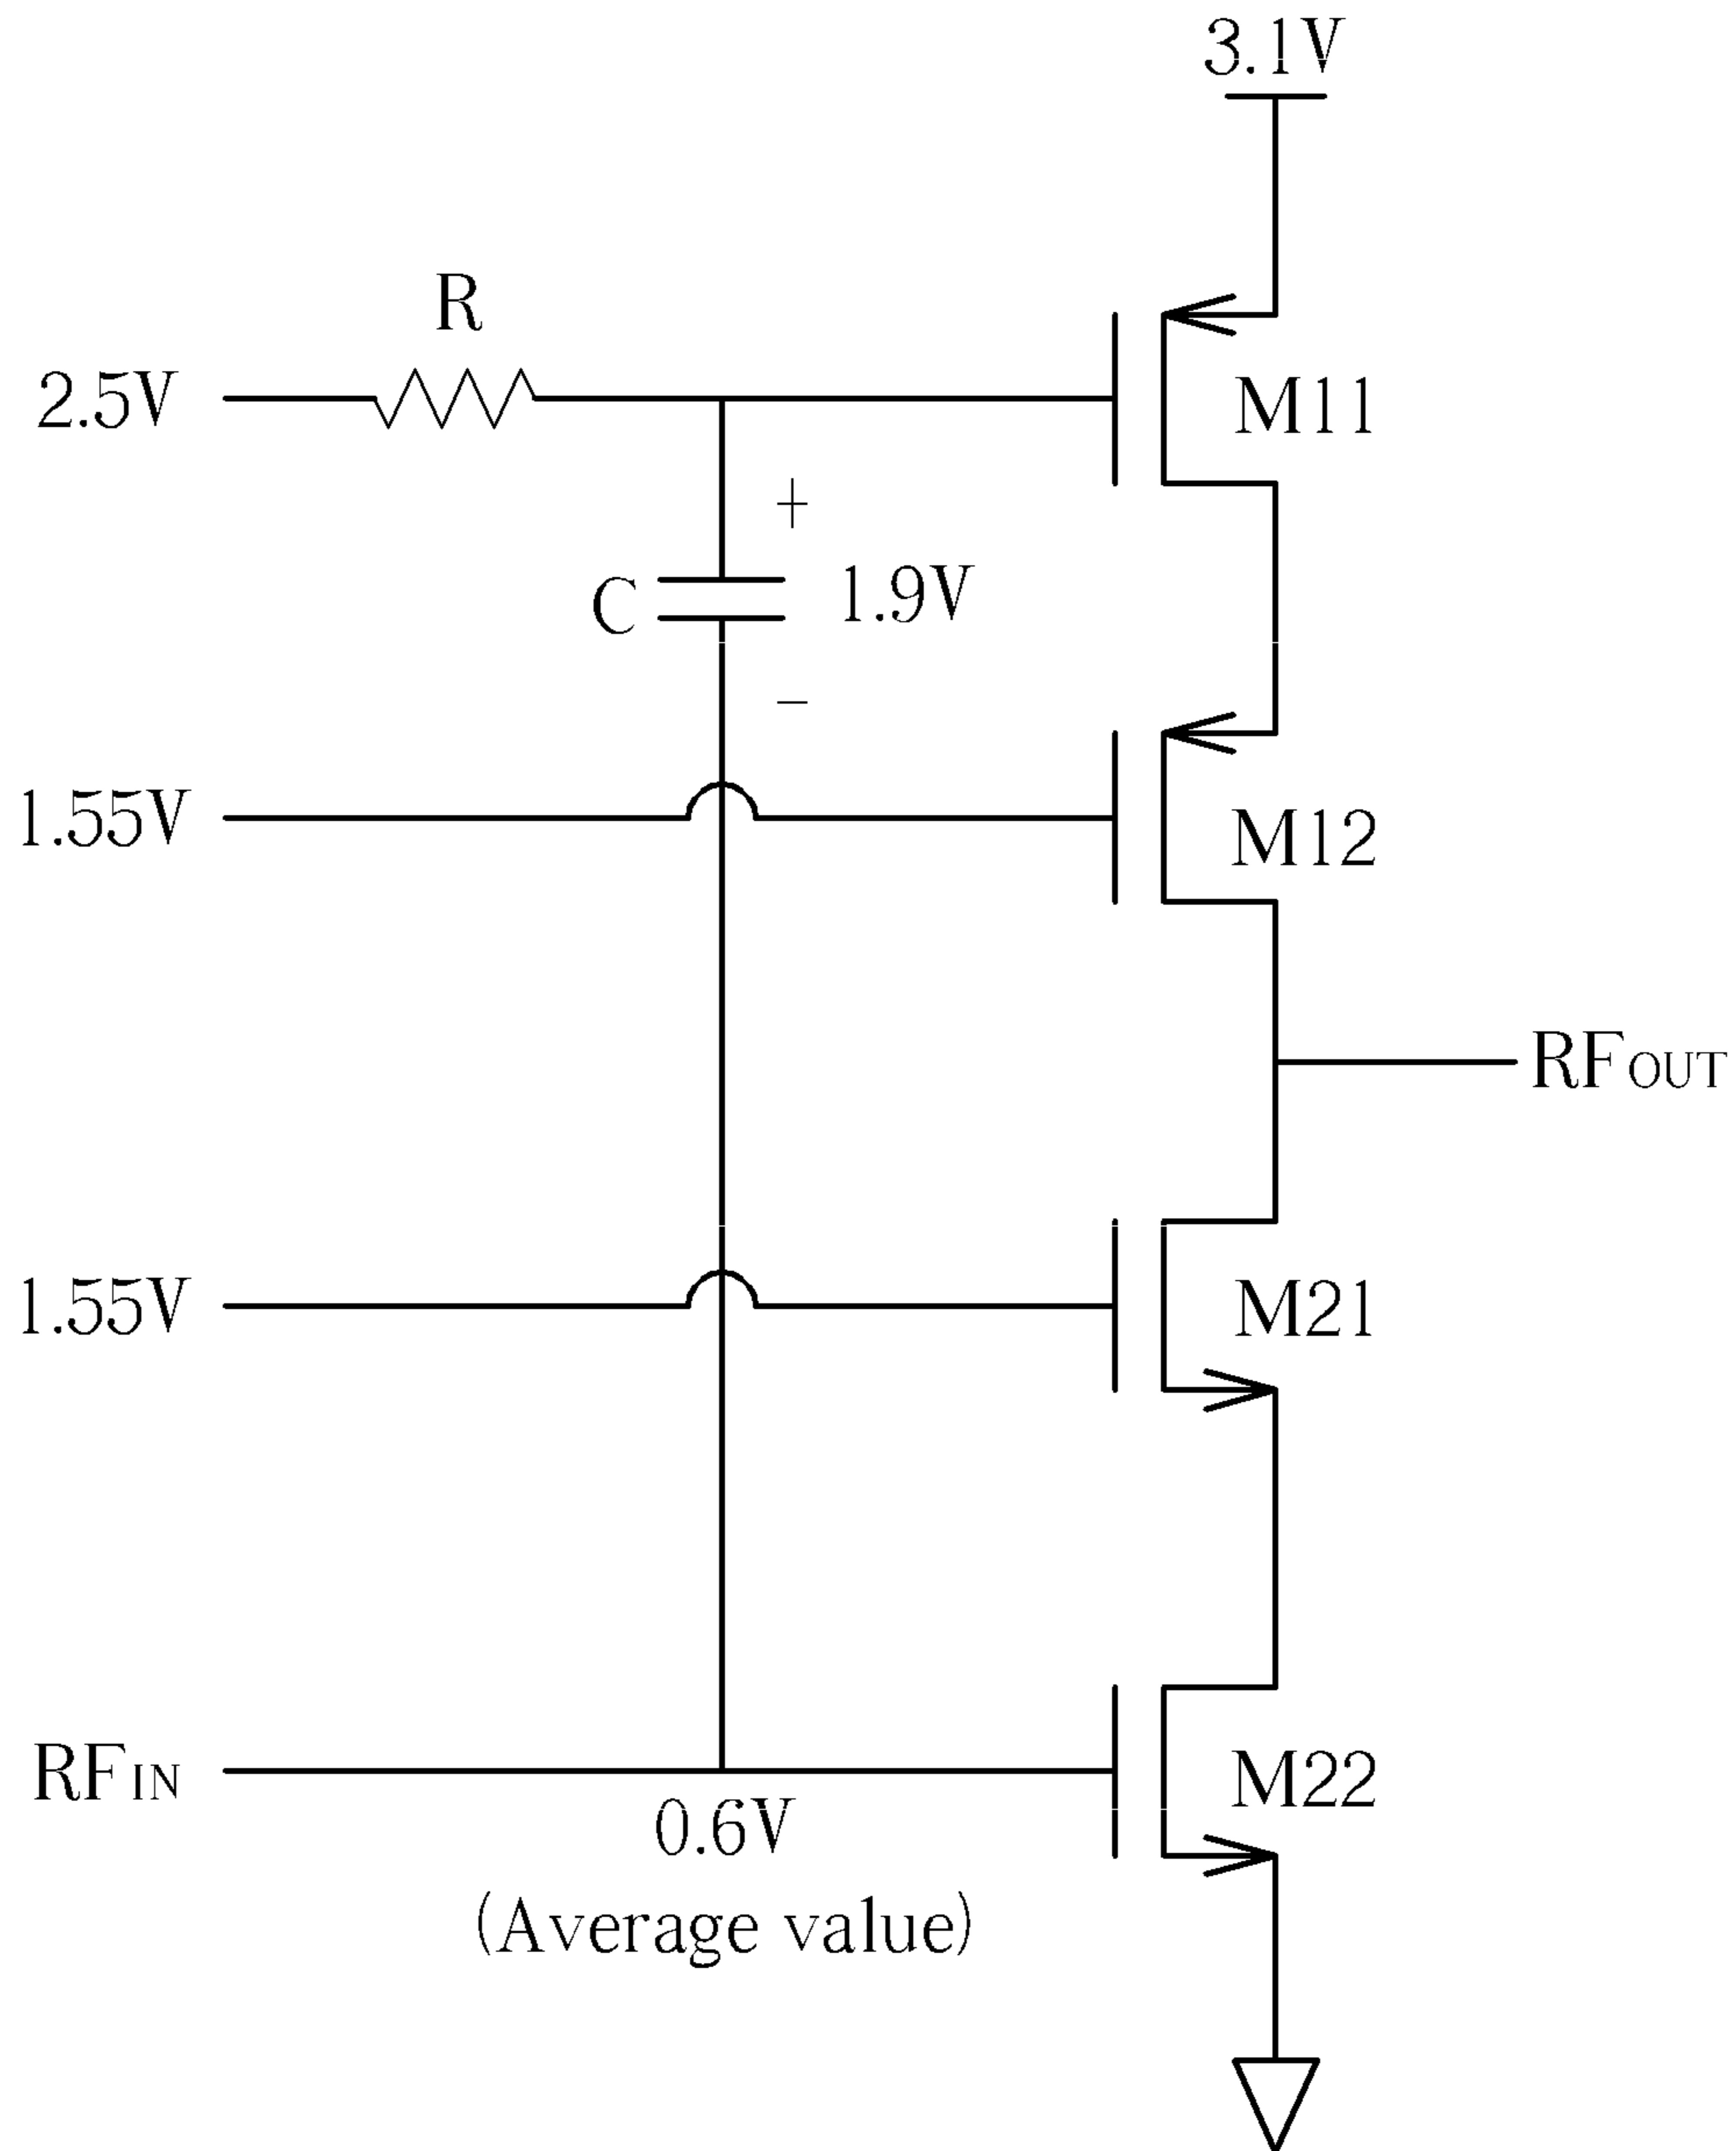 3.1V
R
2.5V
M11
+
C
1.9V
−
1.55V
M12
RFOUT
1.55V
M21
RFIN
M22
0.6V
(Average value)